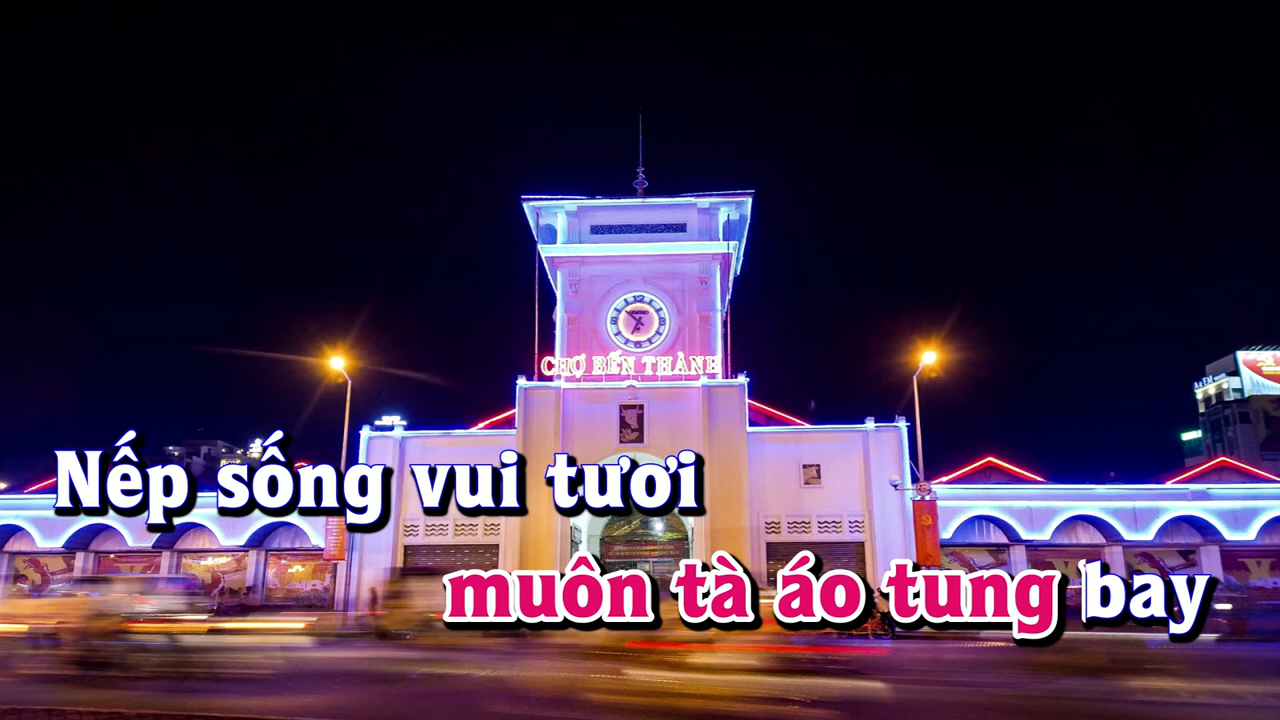 CHỢ BẾN THÀNH
Nếp sống vui tươi
muôn tà áo tung bay